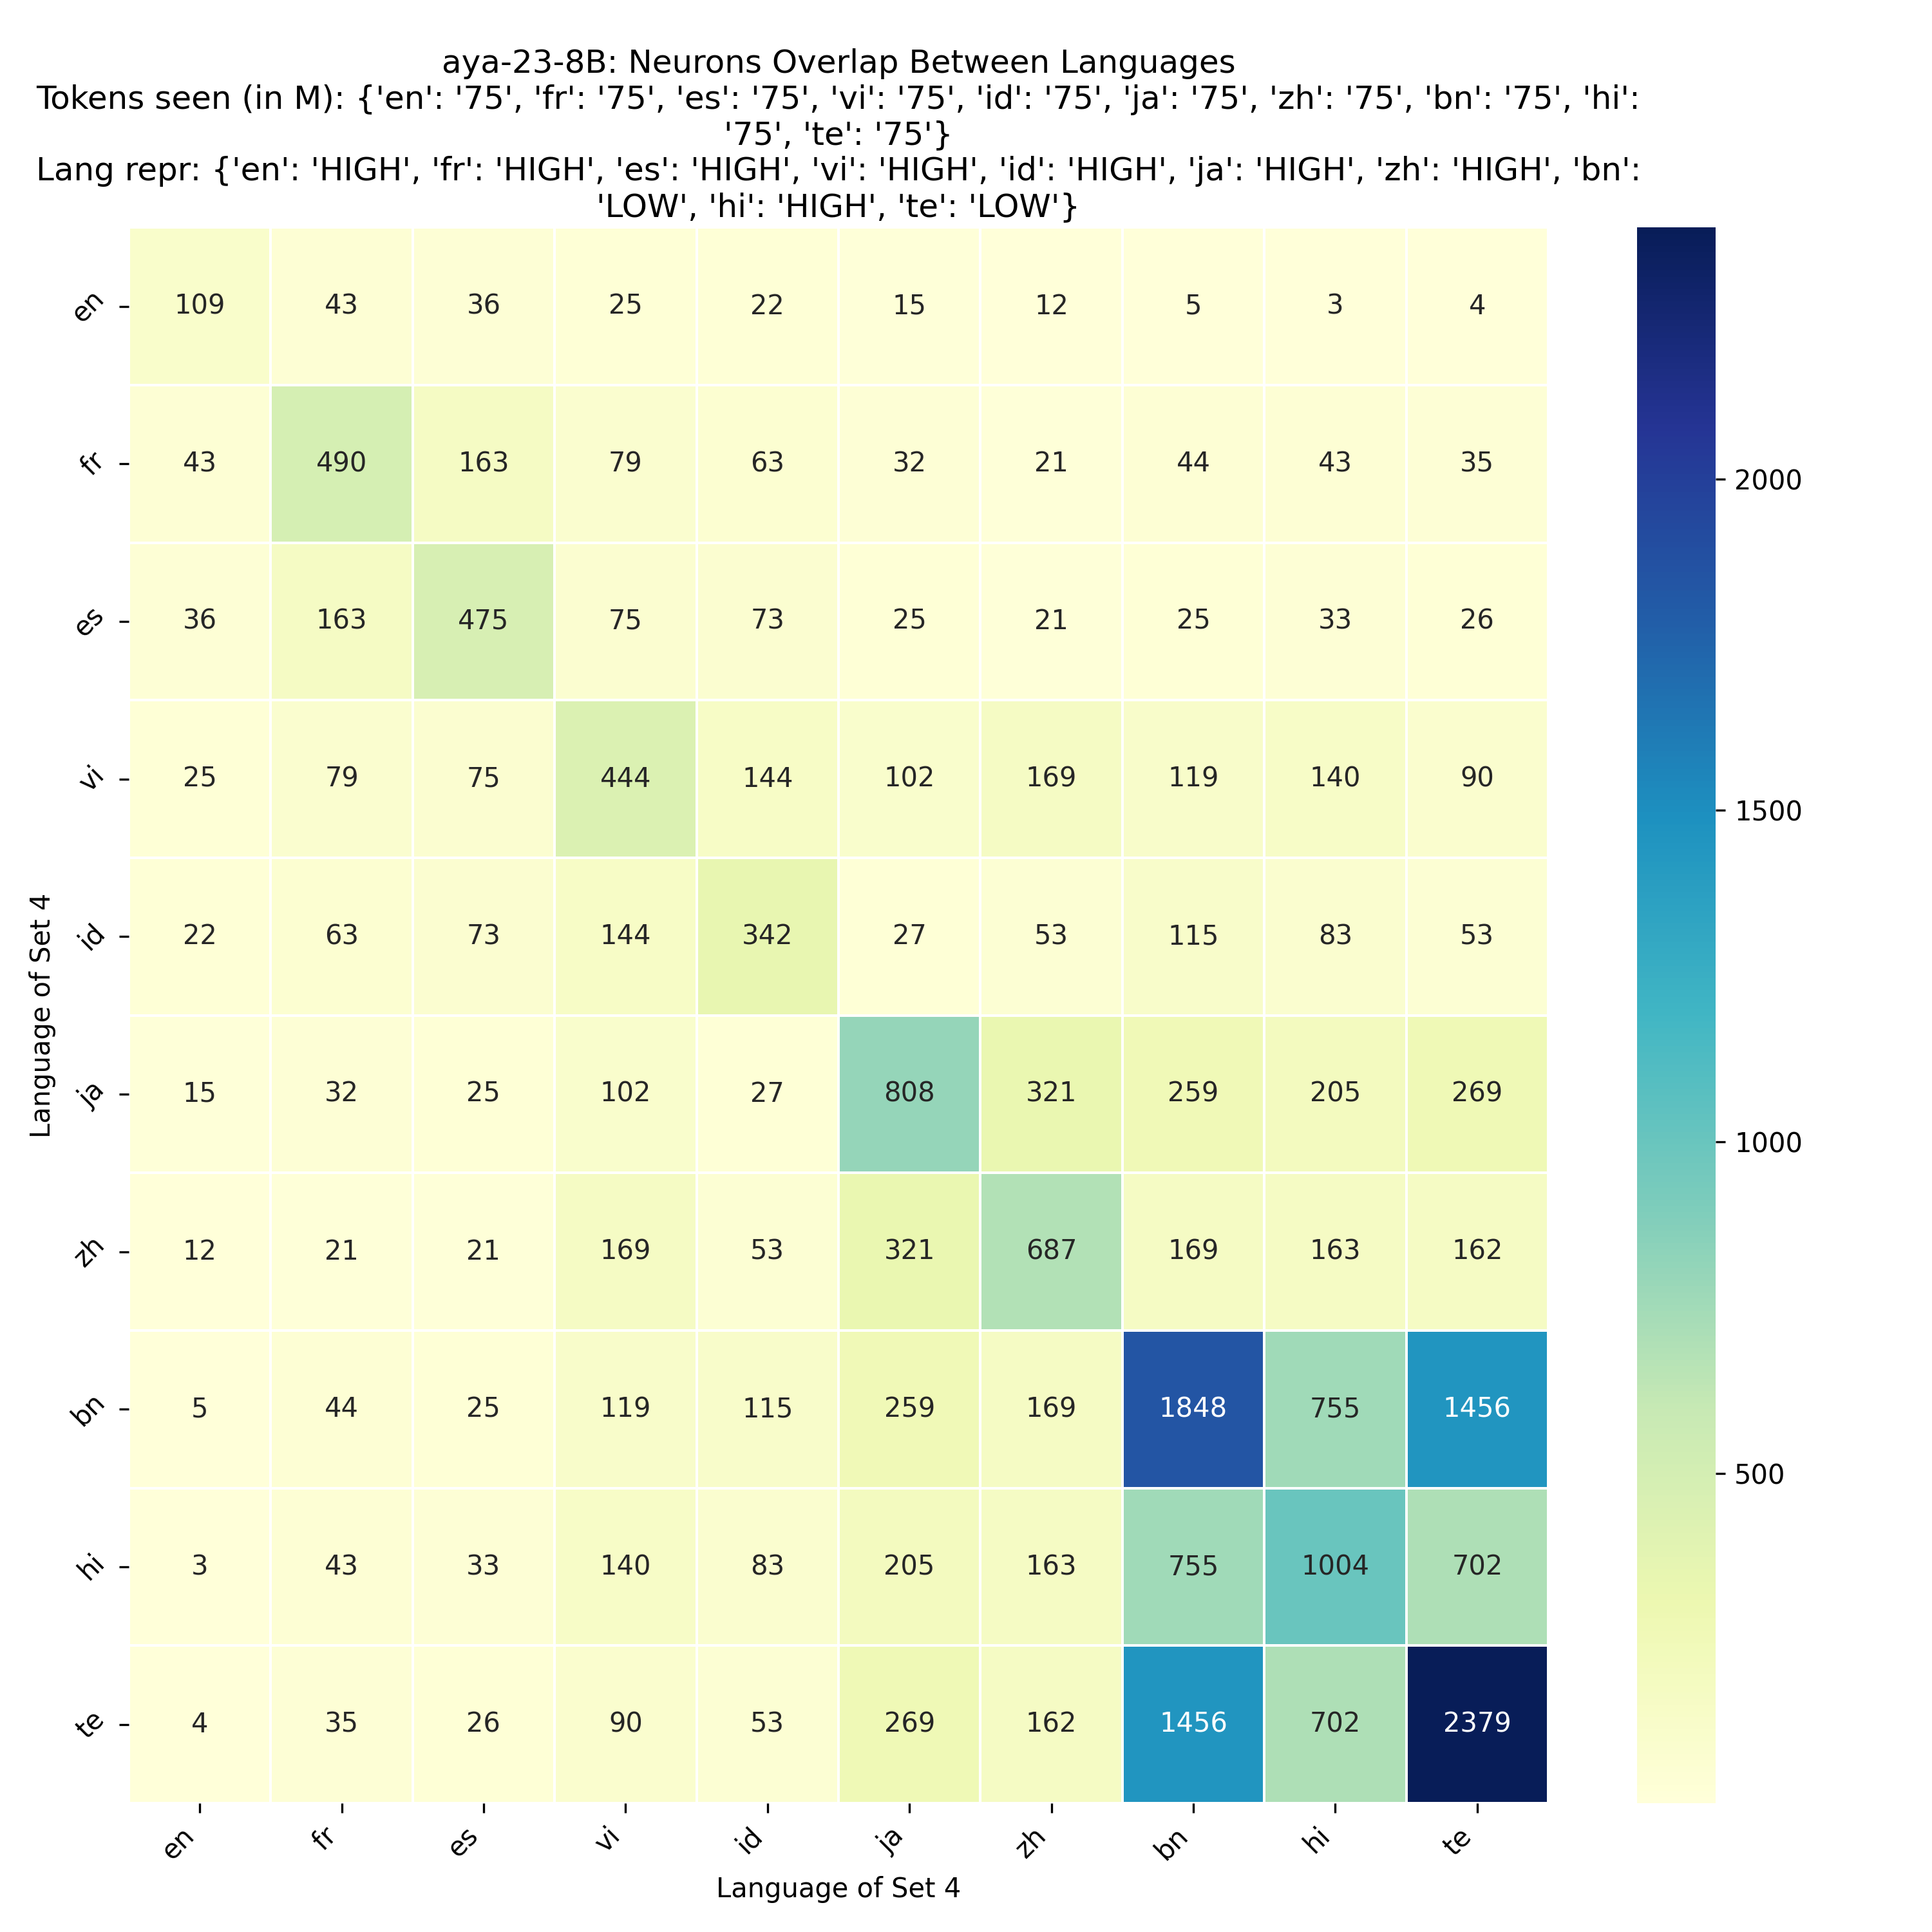 aya-23-8B: Neurons Overlap Between Languages
Tokens seen (in M): {'en': '75', 'fr': '75', 'es': '75', 'vi': '75', 'id': '75', 'ja': '75', 'zh': '75', 'bn': '75', 'hi':
'75', 'te': '75'}
Lang repr: {'en': 'HIGH', 'fr': 'HIGH', 'es': 'HIGH', 'vi': 'HIGH', 'id': 'HIGH', 'ja': 'HIGH', 'zh': 'HIGH', 'bn':
'LOW', 'hi': 'HIGH', 'te': 'LOW'}
en 109 43 36 25 22 15 12 5 3 4
fr 43 490 163 79 63 32 21 44 43 35
es 36 163 475 75 73 25 21 25 33 26
vi 25 79 75 444 144 102 169 119 140 90
id 22 63 73 144 342 27 53 115 83 53
ja 15 32 25 102 27 808 321 259 205 269
zh 12 21 21 169 53 321 687 169 163 162
bn 5 44 25 119 115 259 169 1848 755 1456
hi 3 43 33 140 83 205 163 755 1004 702
te 4 35 26 90 53 269 162 1456 702 2379
en fr es vi id ja zh bn hi te
Language of Set 4
Language of Set 4
2000
1500
1000
500